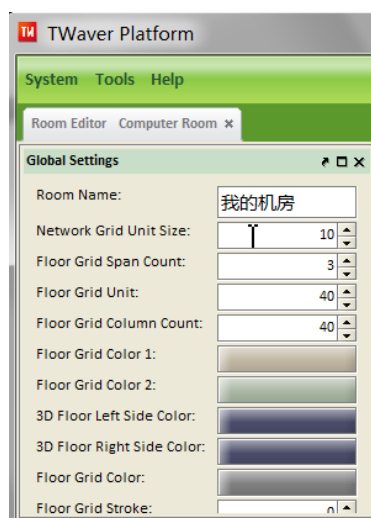 TWaver Platform
System Tools Help
Room Editor Computer Room
Global Settings
Room Name: 我的机房
Network Grid Unit Size: 10
Floor Grid Span Count: 3
Floor Grid Unit: 40
Floor Grid Column Count: 40
Floor Grid Color 1:
Floor Grid Color 2:
3D Floor Left Side Color:
3D Floor Right Side Color:
Floor Grid Color:
Floor Grid Stroke: 0